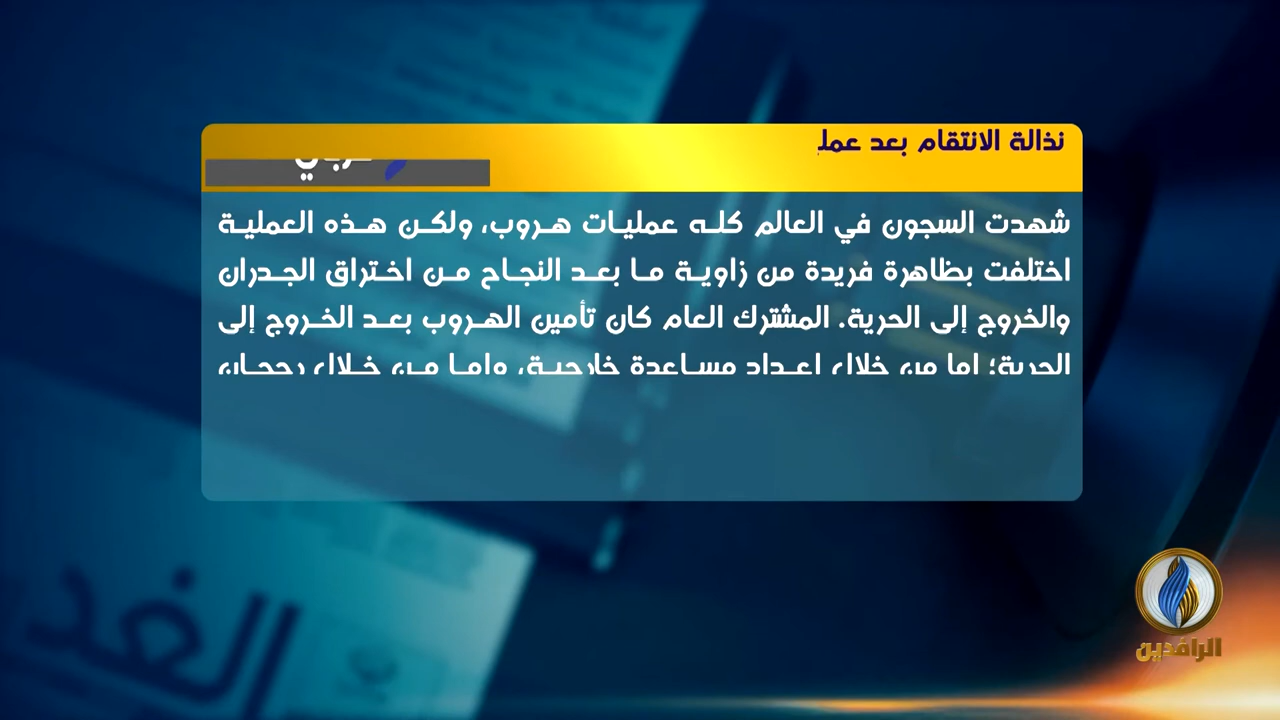 نذالة الانتقام بعد
شهدت السجون في العالم كله عمليات هروب، ولكن هذه العملية
اختلفت بظاهرة فريدة من زاوية ما بعد النجاح من اختراق الجدران
والخروج إلى الحرية. المشترك العام كان تأمين الهروب بعد الخروج إلى
الحرية؛ إما من خلال إعداد مساعدة خارجية، وإما من خلال رجحان
الغد
الرافدين